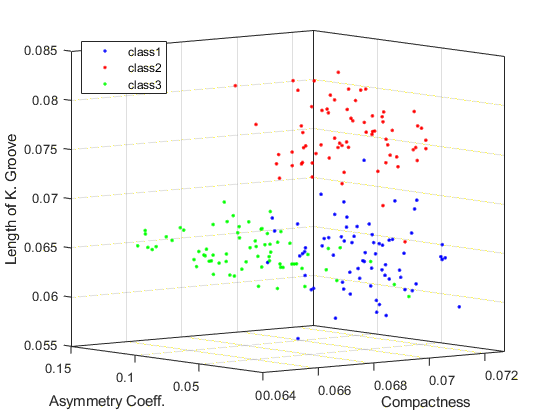 0.085
class1
class2
class3
0.08
0.075
0.07
0.065
0.06
0.055
Length of K. Groove
0.15
0.1
0.05
0
0.064
0.066
0.068
0.07
0.072
Asymmetry Coeff.
Compactness